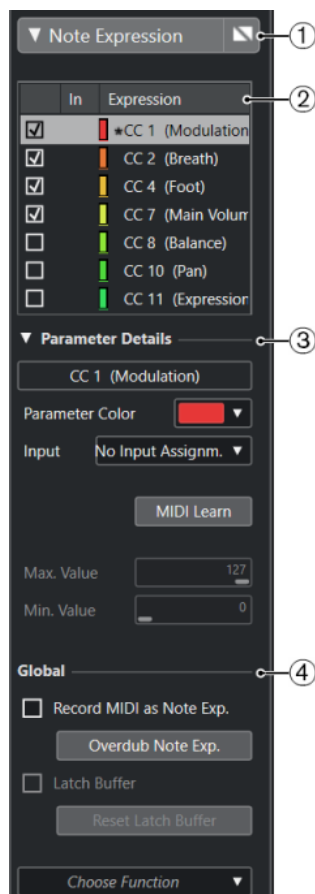 ▼ Note Expression ①
In Expression ②
★CC 1 (Modulation
CC 2 (Breath)
CC 4 (Foot)
CC 7 (Main Volum
CC 8 (Balance)
CC 10 (Pan)
CC 11 (Expression
▼ Parameter Details ③
CC 1 (Modulation)
Parameter Color ▼
Input No Input Assignm. ▼
MIDI Learn
Max. Value 127
Min. Value 0
Global ④
Record MIDI as Note Exp.
Overdub Note Exp.
Latch Buffer
Reset Latch Buffer
Choose Function ▼